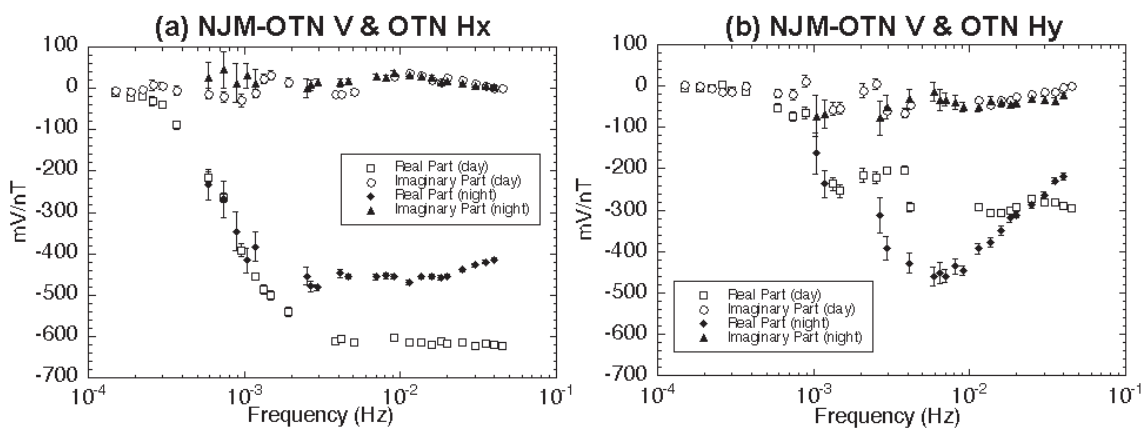 (a) NJM-OTN V & OTN Hx
100
0
-100
-200
-300
-400
-500
-600
-700
mV/nT
Real Part (day)
Imaginary Part (day)
Real Part (night)
Imaginary Part (night)
10-4
10-3
10-2
10-1
Frequency (Hz)
(b) NJM-OTN V & OTN Hy
100
0
-100
-200
-300
-400
-500
-600
-700
mV/nT
Real Part (day)
Imaginary Part (day)
Real Part (night)
Imaginary Part (night)
10-4
10-3
10-2
10-1
Frequency (Hz)